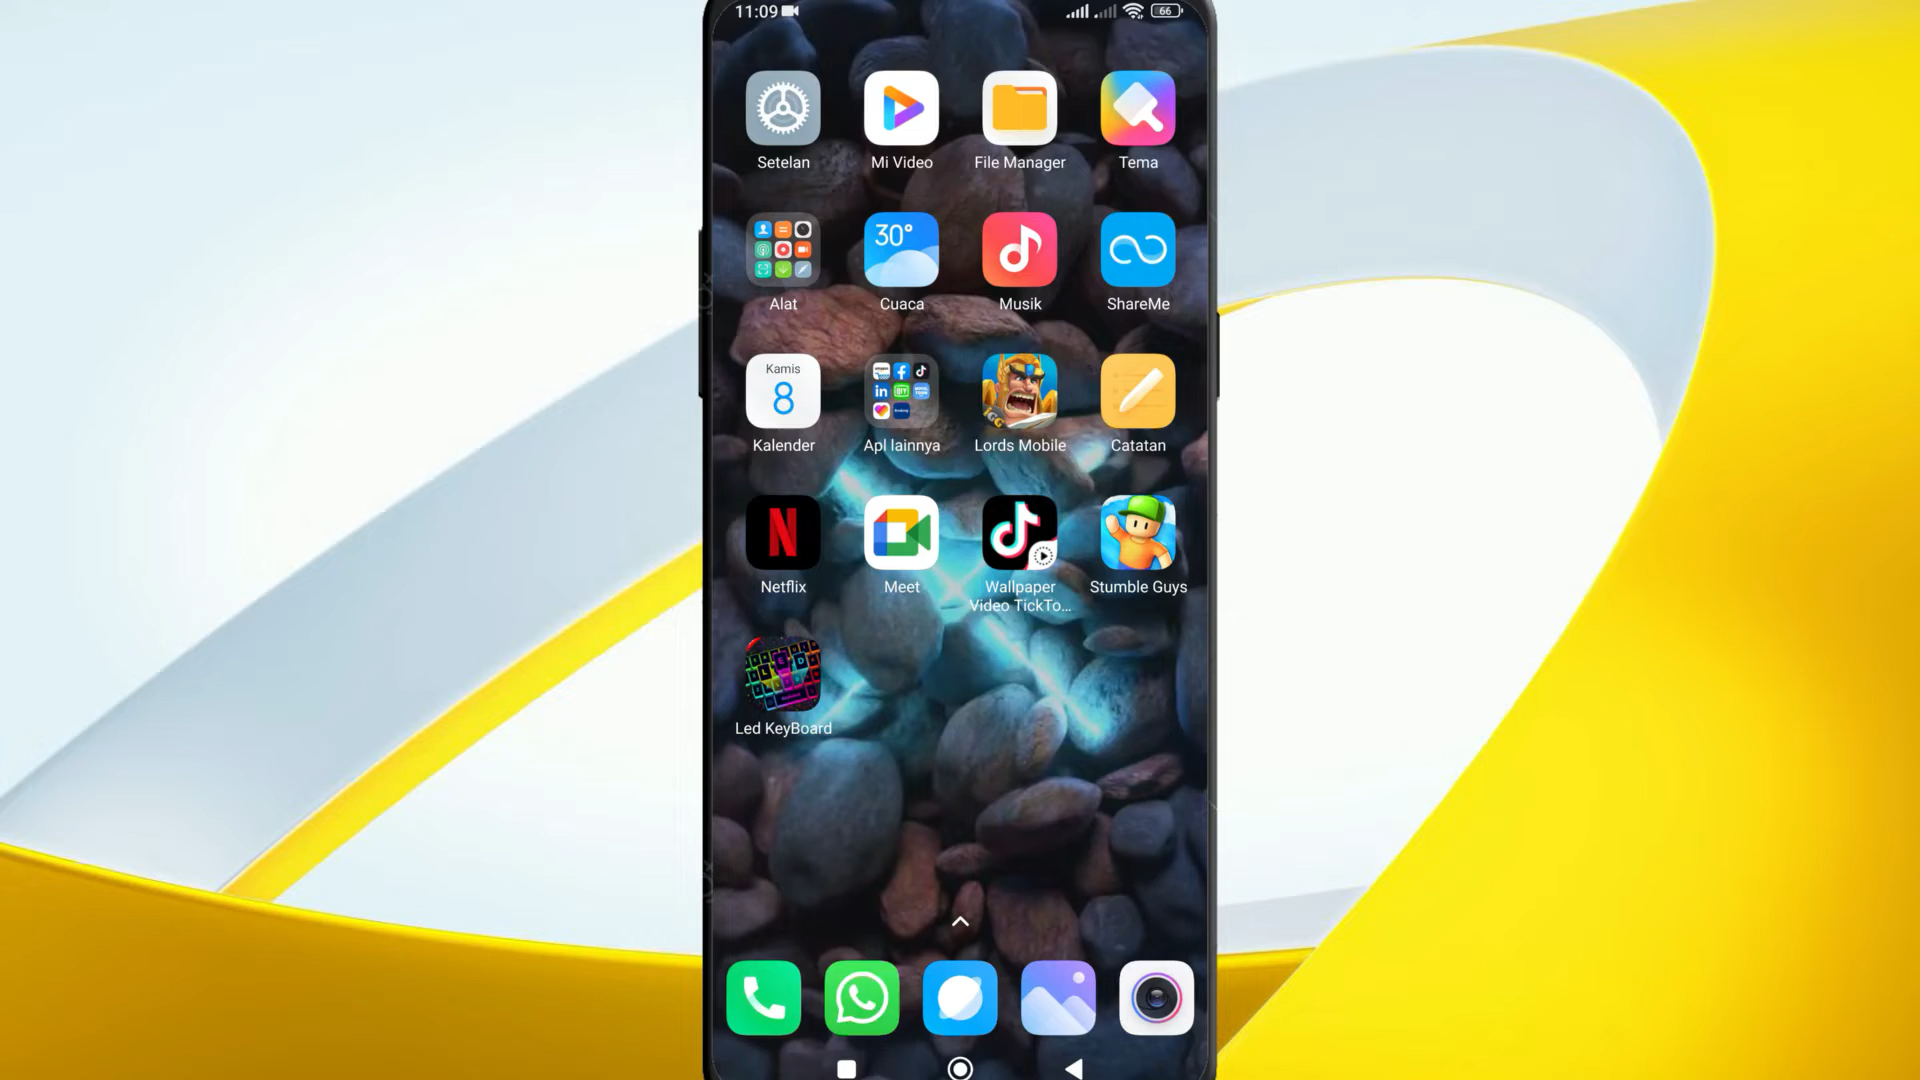 11:09
66
Setelan
Mi Video
File Manager
Tema
30°
Alat
Cuaca
Musik
ShareMe
Kamis
8
IGG
Kalender
Apl lainnya
Lords Mobile
Catatan
N
Netflix
Meet
Wallpaper
Video TickTo...
Stumble Guys
Led KeyBoard